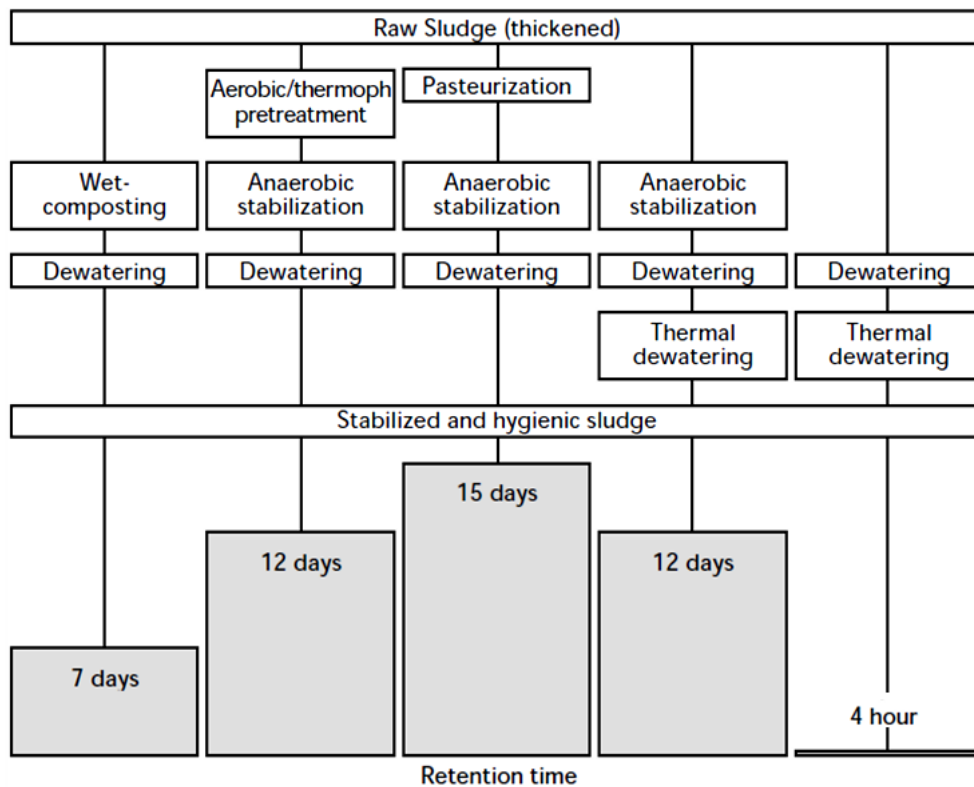 Raw Sludge (thickened)
Aerobic/thermoph
pretreatment
Pasteurization
Wet-
composting
Anaerobic
stabilization
Anaerobic
stabilization
Anaerobic
stabilization
Dewatering
Dewatering
Dewatering
Dewatering
Dewatering
Thermal
dewatering
Thermal
dewatering
Stabilized and hygienic sludge
7 days
12 days
15 days
12 days
4 hour
Retention time